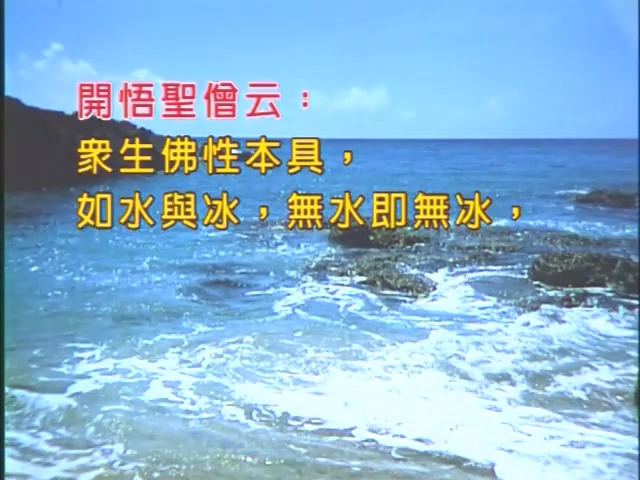 開悟聖僧云：
眾生佛性本具，
如水與冰，無水即無冰，